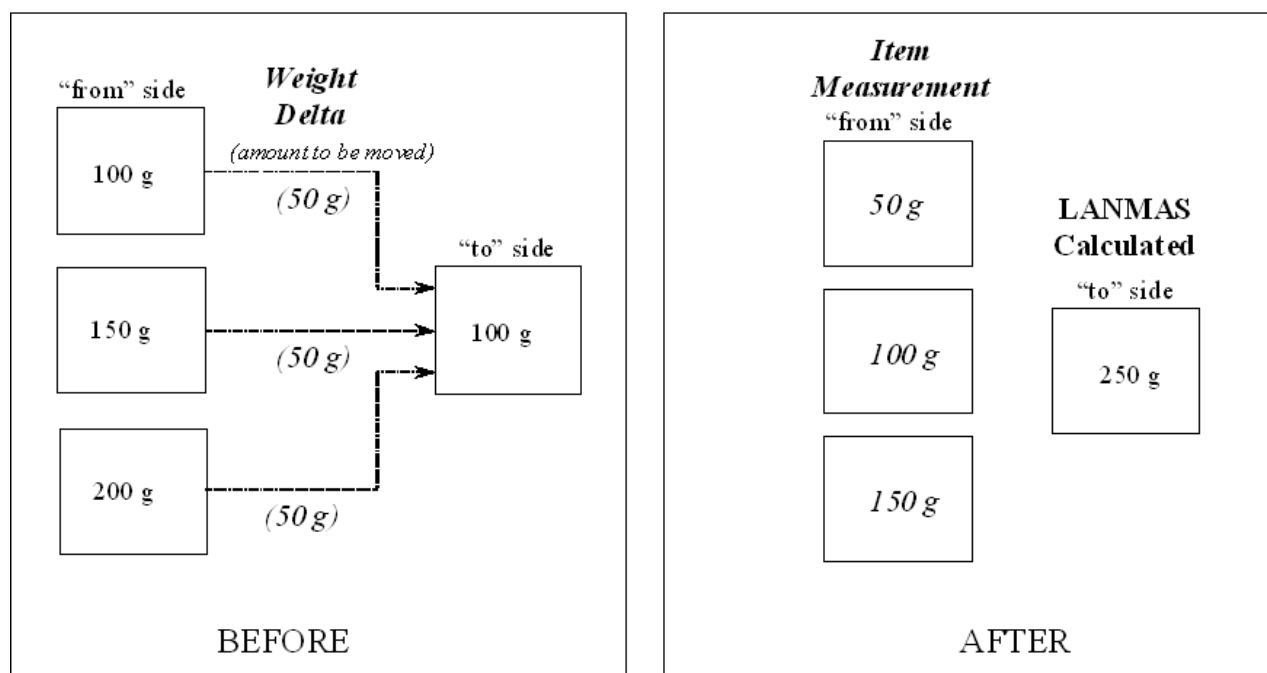 “from” side
Weight
Delta
(amount to be moved)
100 g
(50 g)
“to” side
150 g
(50 g)
100 g
200 g
(50 g)
BEFORE
Item
Measurement
“from” side
50 g
LANMAS
Calculated
“to” side
100 g
250 g
150 g
AFTER